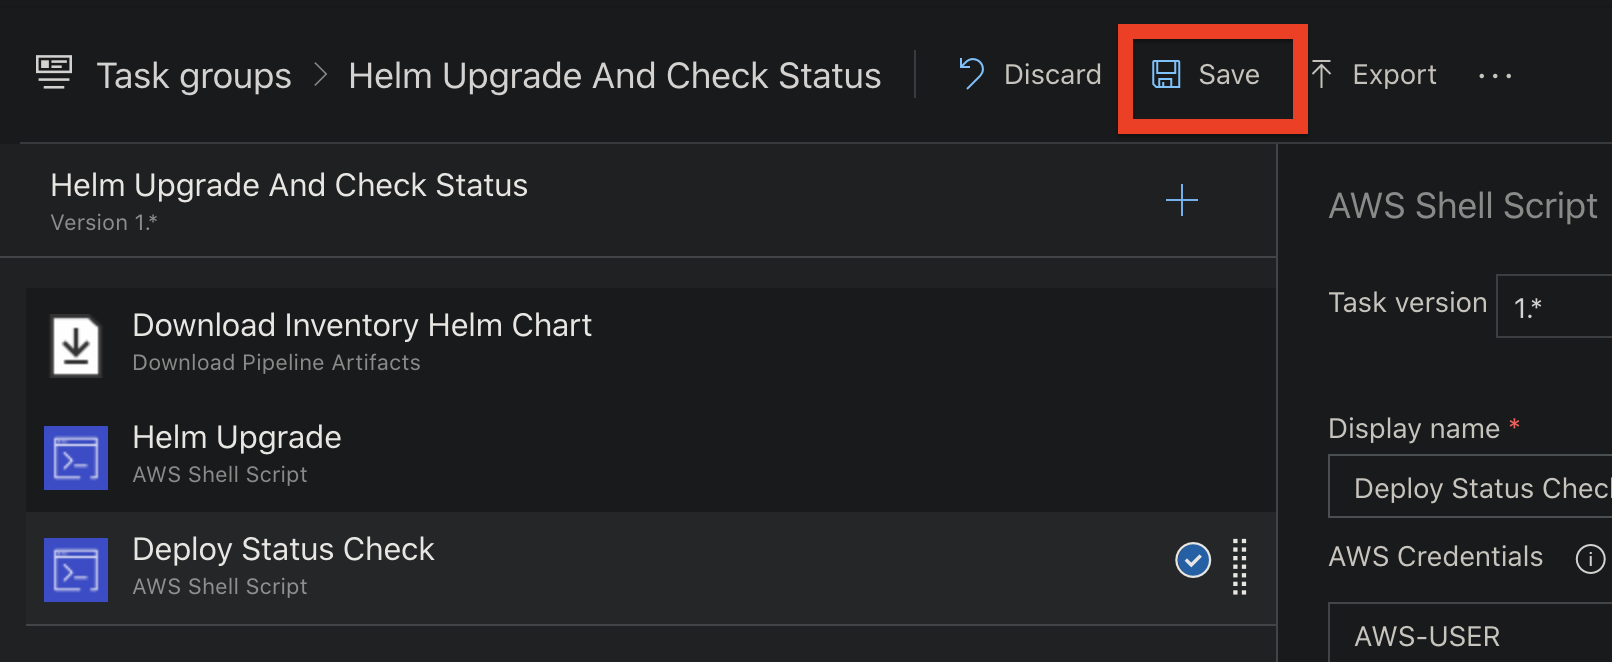 Task groups > Helm Upgrade And Check Status
Discard
Save
Export
...
Helm Upgrade And Check Status
Version 1.*
Download Inventory Helm Chart
Download Pipeline Artifacts
Helm Upgrade
AWS Shell Script
Deploy Status Check
AWS Shell Script
AWS Shell Script
Task version 1.*
Display name *
Deploy Status Check
AWS Credentials
AWS-USER